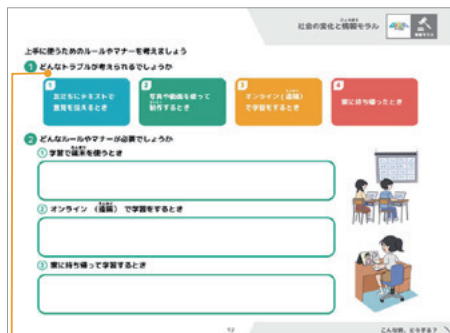 社会の変化と情報モラル
上手に使うためのルールやマナーを考えましょう
1 どんなトラブルが考えられるでしょうか
1
友だちにテキストで
意見を伝えるとき
2
写真や動画を使って
制作するとき
3
オンライン(遠隔)
で学習をするとき
4
家に持ち帰ったとき
2 どんなルールやマナーが必要でしょうか
① 学習で端末を使うとき
② オンライン(遠隔)で学習をするとき
③ 家に持ち帰って学習するとき
こんな時、どうする?